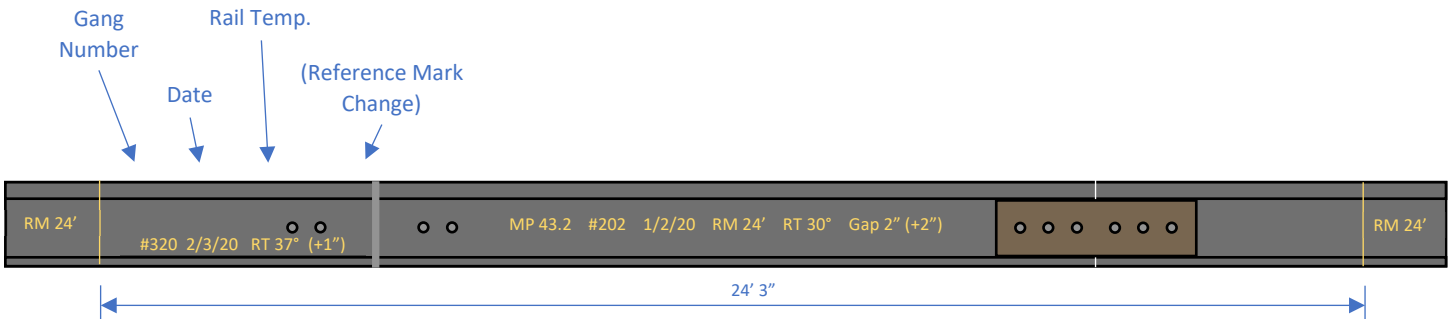 Gang
Number
Rail Temp.
Date
(Reference Mark
Change)
RM 24’
MP 43.2 #202 1/2/20 RM 24’ RT 30° Gap 2” (+2”)
RM 24’
#320 2/3/20 RT 37° (+1”)
24’ 3”